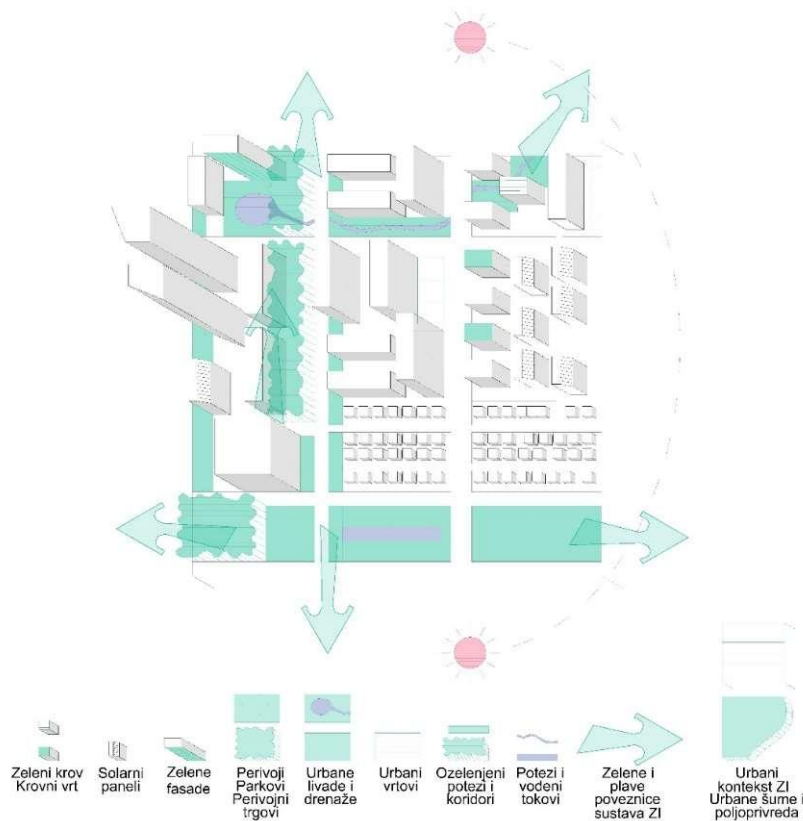 Zeleni krov
Krovni vrt
Solarni
paneli
Zelene
fasade
Perivoji
Parkovi
Perivojni
trgovi
Urbane
livade i
drenaže
Urbani
vrtovi
Ozelenjeni
potezi i
koridori
Potezi i
vodeni
tokovi
Zelene i
plave
poveznice
sustava ZI
Urbani
kontekst ZI
Urbane šume i
poljoprivreda